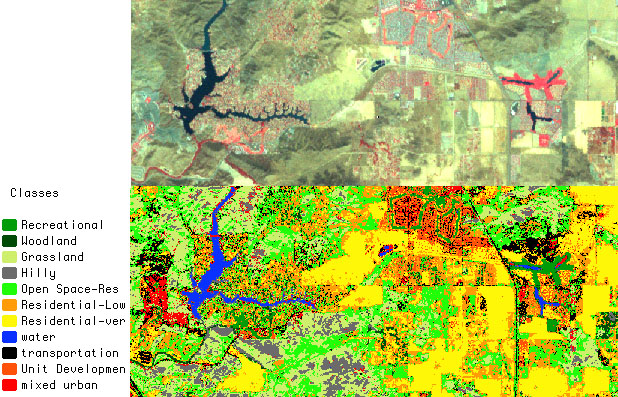 Classes
Recreational
Woodland
Grassland
Hilly
Open Space-Res
Residential-Low
Residential-ver
water
transportation
Unit Developmen
mixed urban